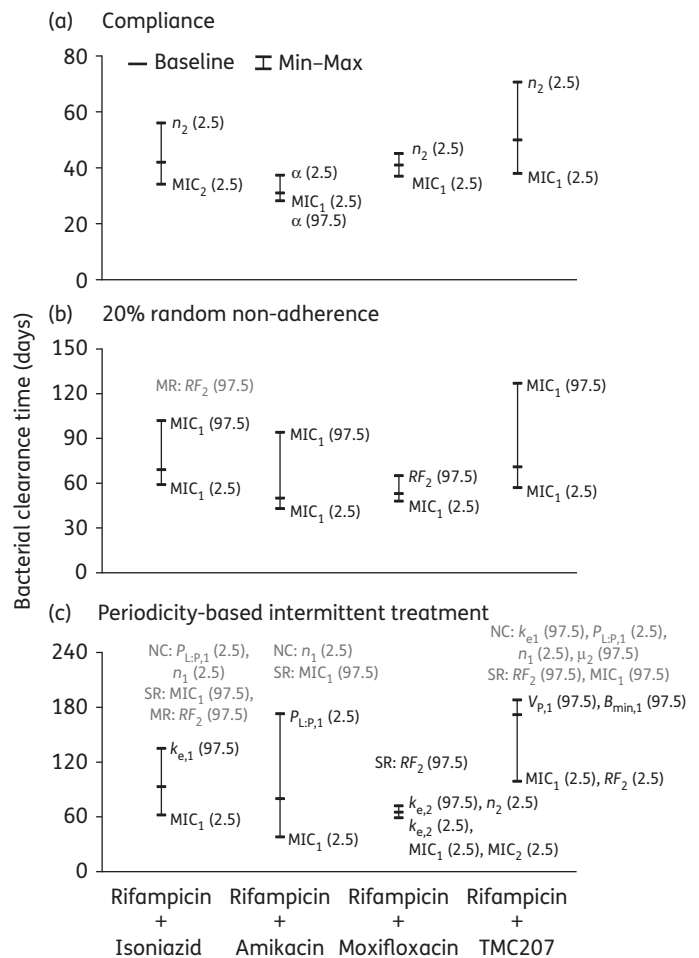 (a) Compliance
80
Baseline Min–Max
60
40
20
0
n2 (2.5)
MIC2 (2.5)
α (2.5)
MIC1 (2.5)
α (97.5)
n2 (2.5)
MIC1 (2.5)
n2 (2.5)
MIC1 (2.5)
Bacterial clearance time (days)
(b) 20% random non-adherence
150
120
90
60
30
0
MR: RF2 (97.5)
MIC1 (97.5)
MIC1 (2.5)
MIC1 (97.5)
MIC1 (2.5)
RF2 (97.5)
MIC1 (2.5)
MIC1 (97.5)
MIC1 (2.5)
(c) Periodicity-based intermittent treatment
240
180
120
60
0
NC: PL:P,1 (2.5),
n1 (2.5)
SR: MIC1 (97.5),
MR: RF2 (97.5)
ke,1 (97.5)
MIC1 (2.5)
NC: n1 (2.5)
SR: MIC1 (97.5)
PL:P,1 (2.5)
MIC1 (2.5)
SR: RF2 (97.5)
ke,2 (97.5), n2 (2.5)
ke,2 (2.5),
MIC1 (2.5), MIC2 (2.5)
NC: ke1 (97.5), PL:P,1 (2.5),
n1 (2.5), μ2 (97.5)
SR: RF2 (97.5), MIC1 (97.5)
VP,1 (97.5), Bmin,1 (97.5)
MIC1 (2.5), RF2 (2.5)
Rifampicin
+
Isoniazid
Rifampicin
+
Amikacin
Rifampicin
+
Moxifloxacin
Rifampicin
+
TMC207